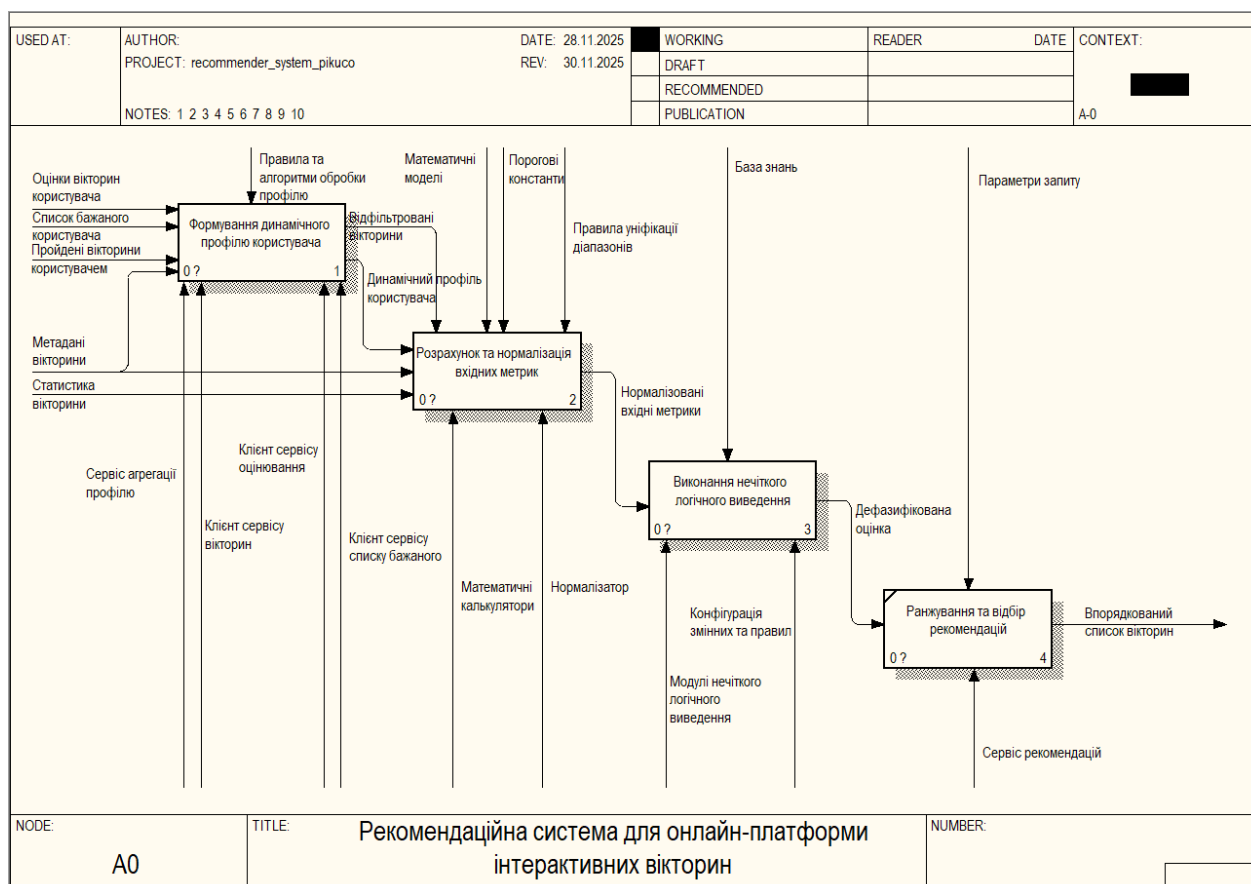 USED AT:
AUTHOR:
DATE: 28.11.2025
PROJECT: recommender_system_pikuco
REV: 30.11.2025
NOTES: 1 2 3 4 5 6 7 8 9 10
WORKING
DRAFT
RECOMMENDED
PUBLICATION
READER
DATE
CONTEXT:
A-0
Оцінки вікторин
користувача
Список бажаного
користувача
Пройдені вікторини
користувачем
Метадані
вікторини
Статистика
вікторини
Правила та
алгоритми обробки
профілю
Формування динамічного
профілю користувача
0 ?
1
Відфільтровані
вікторини
Динамічний профіль
користувача
Математичні
моделі
Порогові
константи
Правила уніфікації
діапазонів
Розрахунок та нормалізація
вхідних метрик
0 ?
2
Нормалізовані
вхідні метрики
База знань
Виконання нечіткого
логічного виведення
0 ?
3
Дефазифікована
оцінка
Параметри запиту
Ранжування та відбір
рекомендацій
0 ?
4
Впорядкований
список вікторин
Сервіс агрегації
профілю
Клієнт сервісу
вікторин
Клієнт сервісу
оцінювання
Клієнт сервісу
списку бажаного
Математичні
калькулятори
Нормалізатор
Модулі нечіткого
логічного
виведення
Конфігурація
змінних та правил
Сервіс рекомендацій
NODE:
A0
TITLE:
Рекомендаційна система для онлайн-платформи
інтерактивних вікторин
NUMBER: